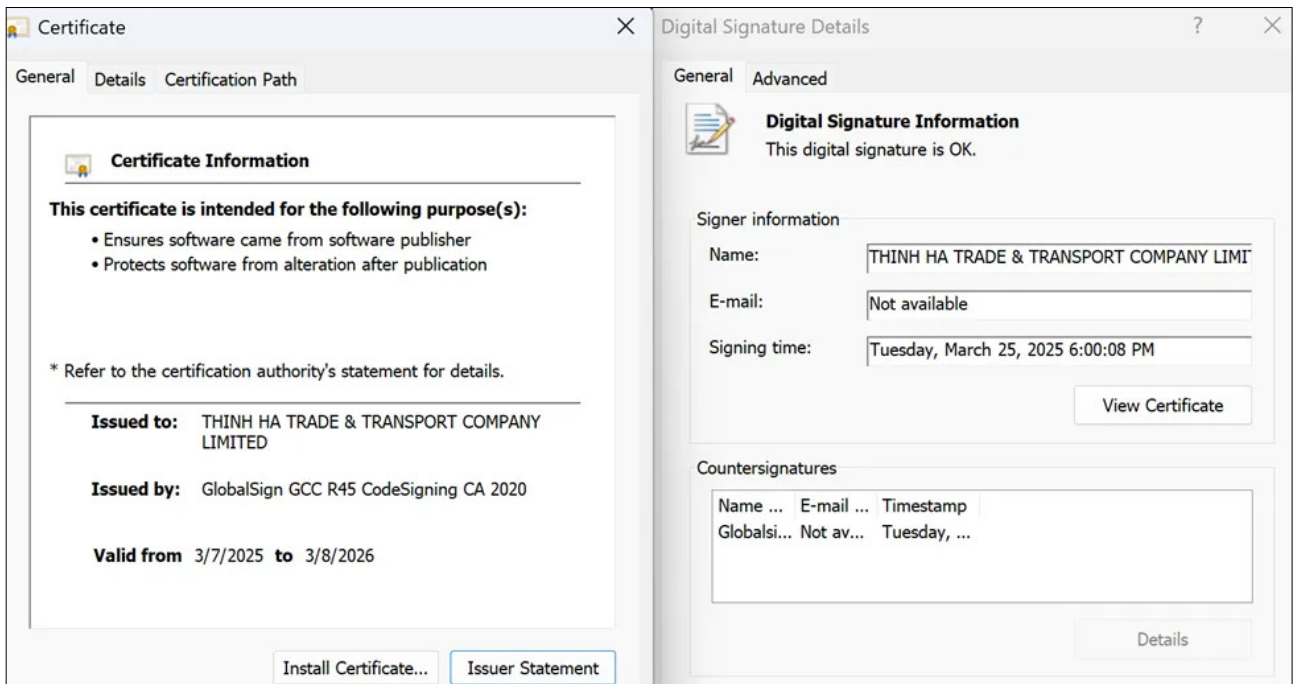 Certificate
General Details Certification Path
Certificate Information
This certificate is intended for the following purpose(s):
• Ensures software came from software publisher
• Protects software from alteration after publication
* Refer to the certification authority's statement for details.
Issued to: THINH HA TRADE & TRANSPORT COMPANY
LIMITED
Issued by: GlobalSign GCC R45 CodeSigning CA 2020
Valid from 3/7/2025 to 3/8/2026
Install Certificate... Issuer Statement
Digital Signature Details ?
General Advanced
Digital Signature Information
This digital signature is OK.
Signer information
Name: THINH HA TRADE & TRANSPORT COMPANY LIMIT
E-mail: Not available
Signing time: Tuesday, March 25, 2025 6:00:08 PM
View Certificate
Countersignatures
Name ... E-mail ... Timestamp
Globalsi... Not av... Tuesday, ...
Details